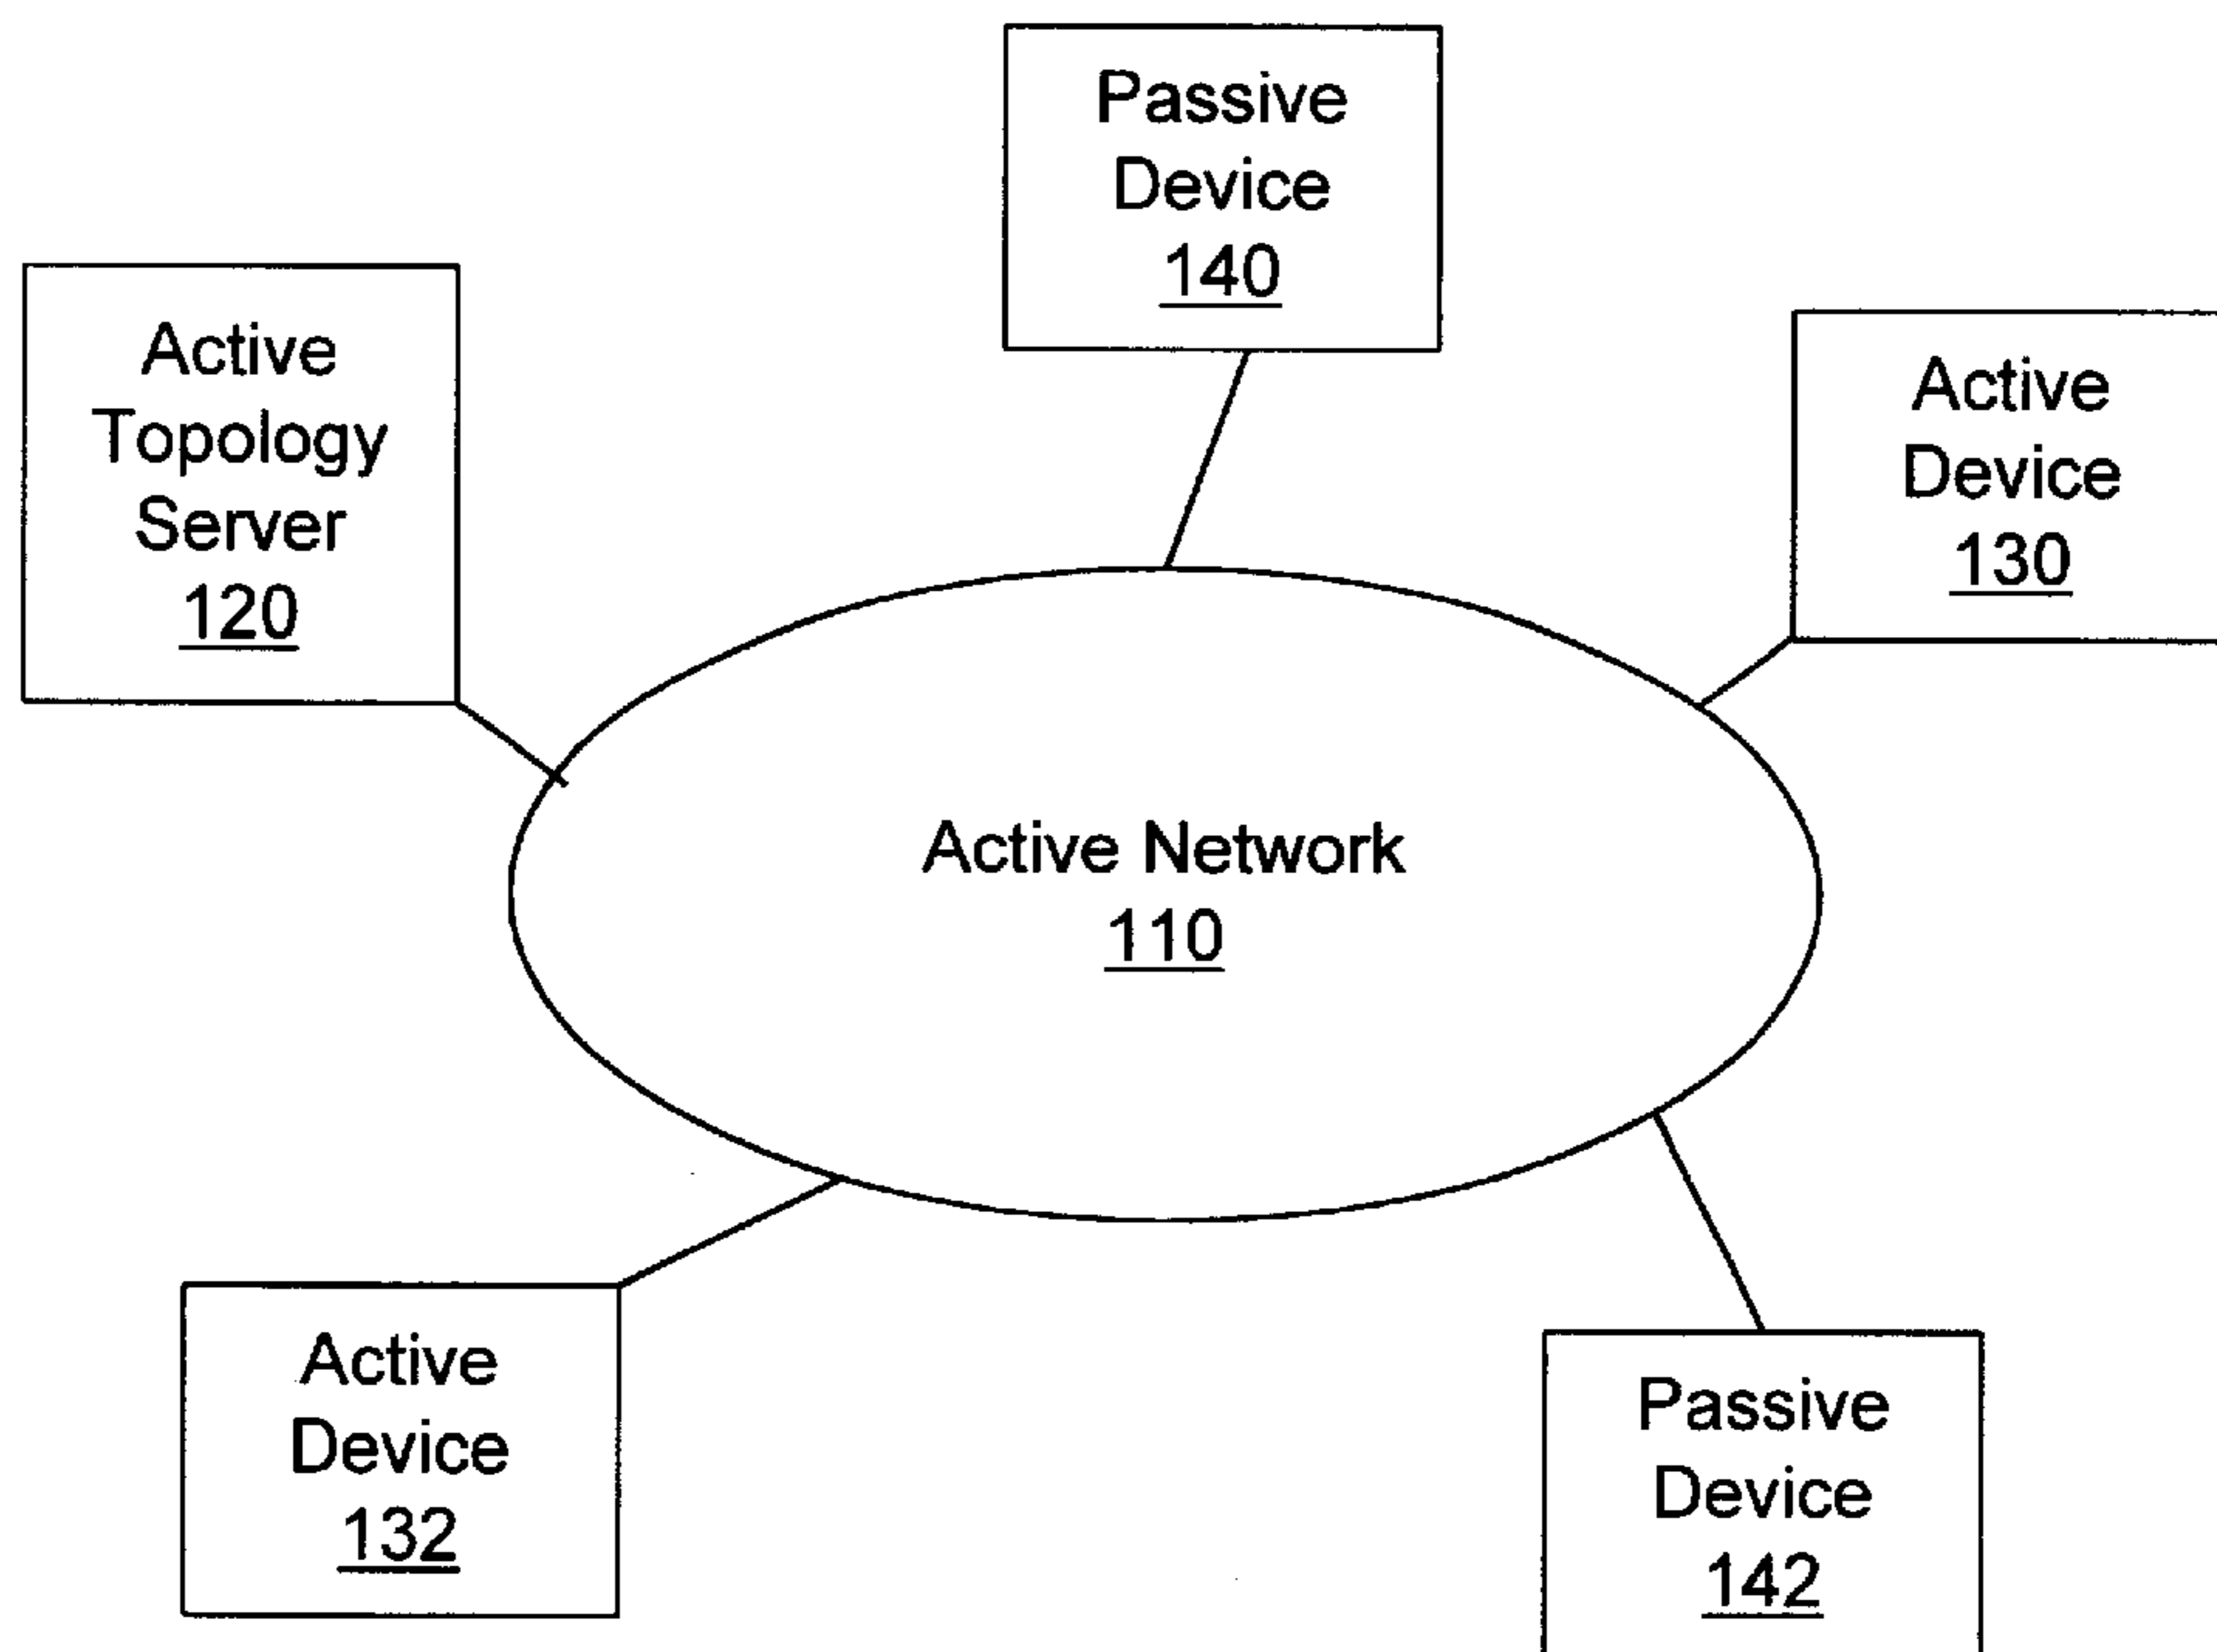 Passive
Device
140
Active
Topology
Server
120
Active
Device
130
Active Network
110
Active
Device
132
Passive
Device
142